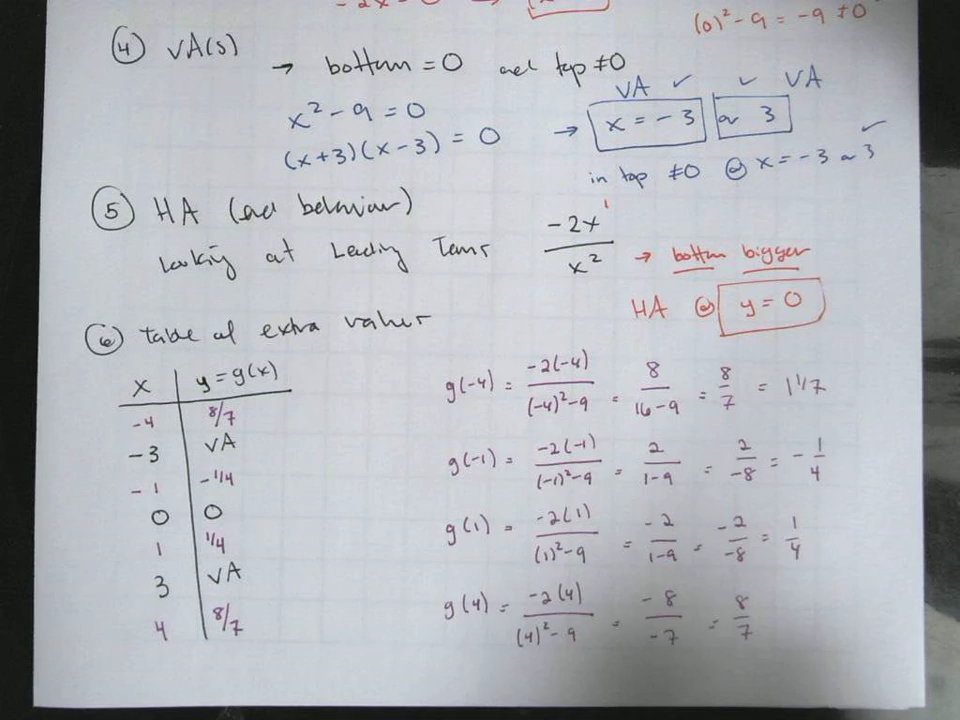 (0)² - 9 = -9 ≠ 0
④ VA(s)
→ bottom = 0 and top ≠ 0
x² - 9 = 0
(x+3)(x-3) = 0
VA ✓ ✓ VA
→ x = -3 or 3
in top ≠ 0 @ x = -3 or 3 ✓
⑤ HA (end behavior)
looking at Leading Terms
-2x¹ / x² → bottom bigger
HA @ y = 0
⑥ table of extra values
x | y = g(x)
-4 | 8/7
-3 | VA
-1 | -1/4
0 | 0
1 | 1/4
3 | VA
4 | 8/7
g(-4) = -2(-4) / (-4)²-9 = 8 / 16-9 = 8/7 = 1 1/7
g(-1) = -2(-1) / (-1)²-9 = 2 / 1-9 = 2/-8 = -1/4
g(1) = -2(1) / (1)²-9 = -2 / 1-9 = -2/-8 = 1/4
g(4) = -2(4) / (4)²-9 = -8/-7 = 8/7